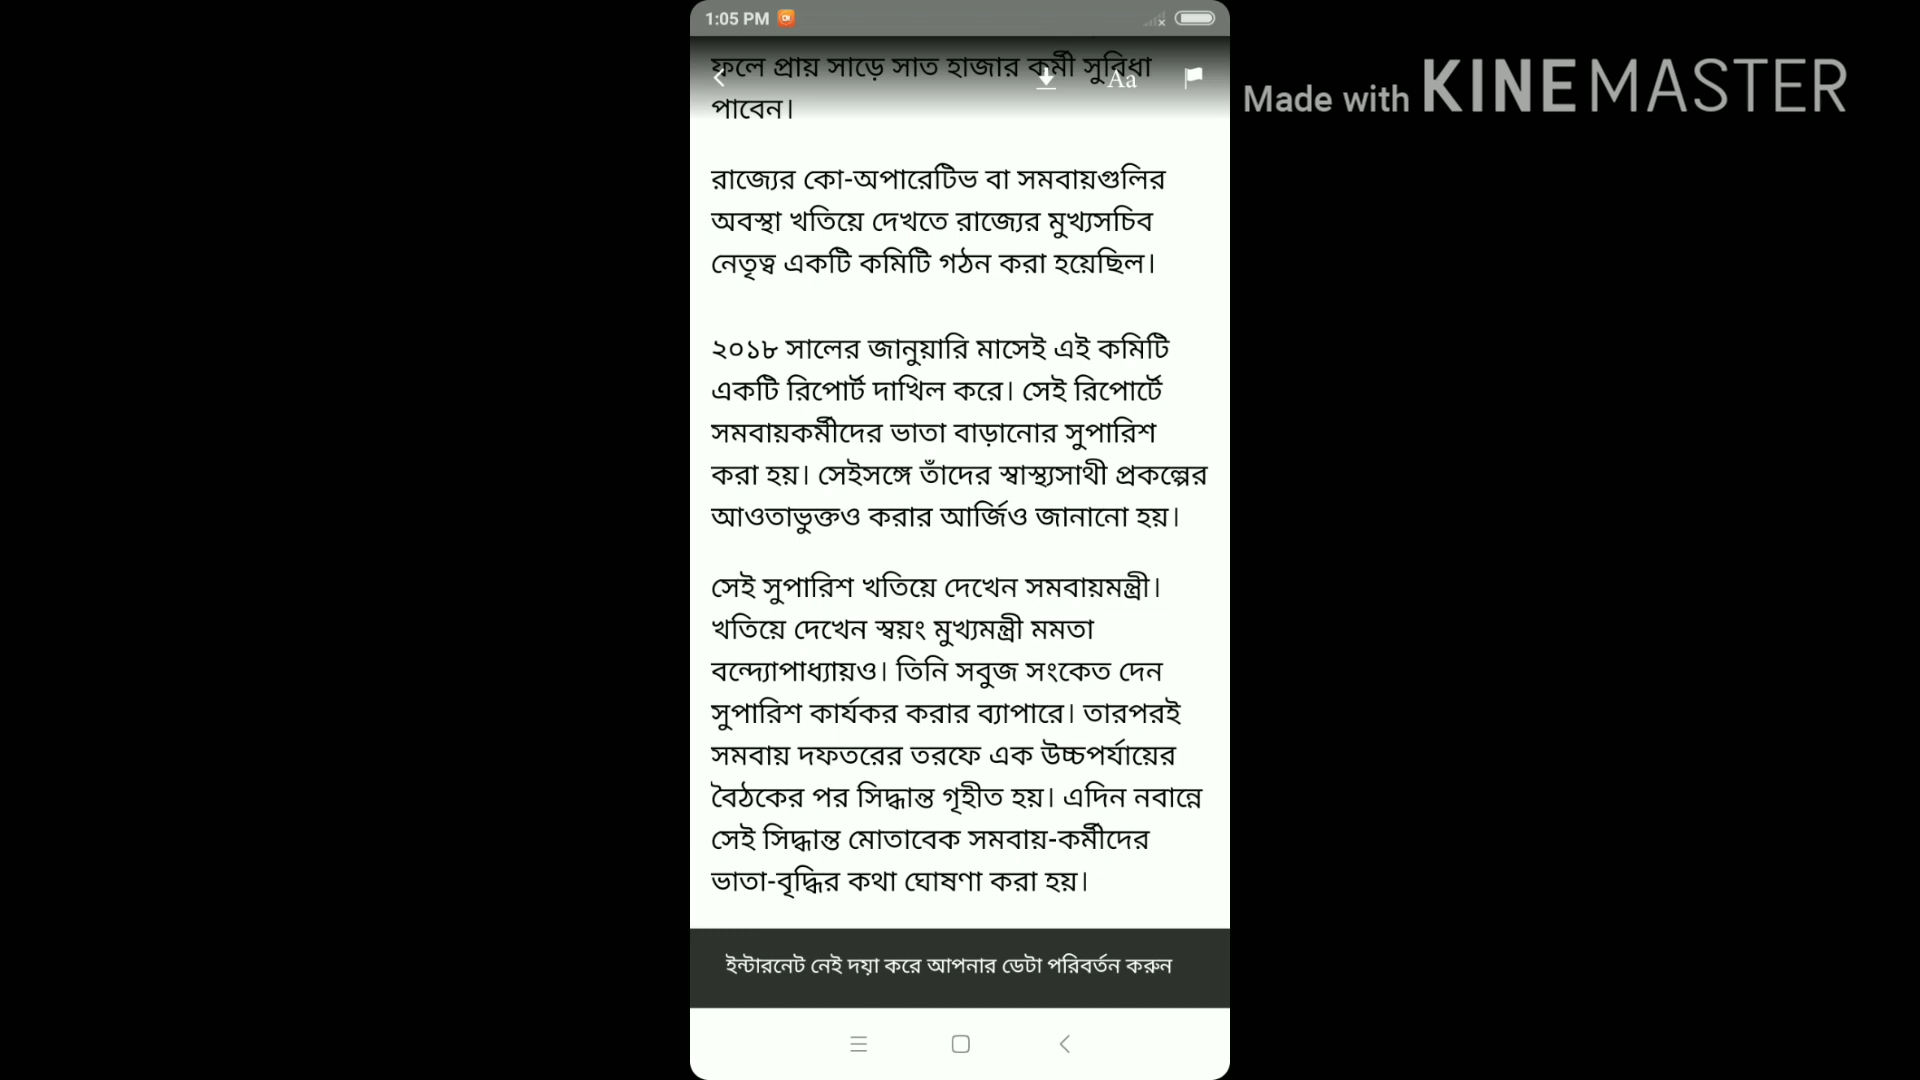 1:05 PM
ফলে প্রায় সাড়ে সাত হাজার কর্মী সুবিধা
Aa
পাবেন।
রাজ্যের কো-অপারেটিভ বা সমবায়গুলির
অবস্থা খতিয়ে দেখতে রাজ্যের মুখ্যসচিব
নেতৃত্ব একটি কমিটি গঠন করা হয়েছিল।
২০১৮ সালের জানুয়ারি মাসেই এই কমিটি
একটি রিপোর্ট দাখিল করে। সেই রিপোর্টে
সমবায়কর্মীদের ভাতা বাড়ানোর সুপারিশ
করা হয়। সেইসঙ্গে তাঁদের স্বাস্থ্যসাথী প্রকল্পের
আওতাভুক্তও করার আর্জিও জানানো হয়।
সেই সুপারিশ খতিয়ে দেখেন সমবায়মন্ত্রী।
খতিয়ে দেখেন স্বয়ং মুখ্যমন্ত্রী মমতা
বন্দ্যোপাধ্যায়ও। তিনি সবুজ সংকেত দেন
সুপারিশ কার্যকর করার ব্যাপারে। তারপরই
সমবায় দফতরের তরফে এক উচ্চপর্যায়ের
বৈঠকের পর সিদ্ধান্ত গৃহীত হয়। এদিন নবান্নে
সেই সিদ্ধান্ত মোতাবেক সমবায়-কর্মীদের
ভাতা-বৃদ্ধির কথা ঘোষণা করা হয়।
ইন্টারনেট নেই দয়া করে আপনার ডেটা পরিবর্তন করুন
Made with KINEMASTER